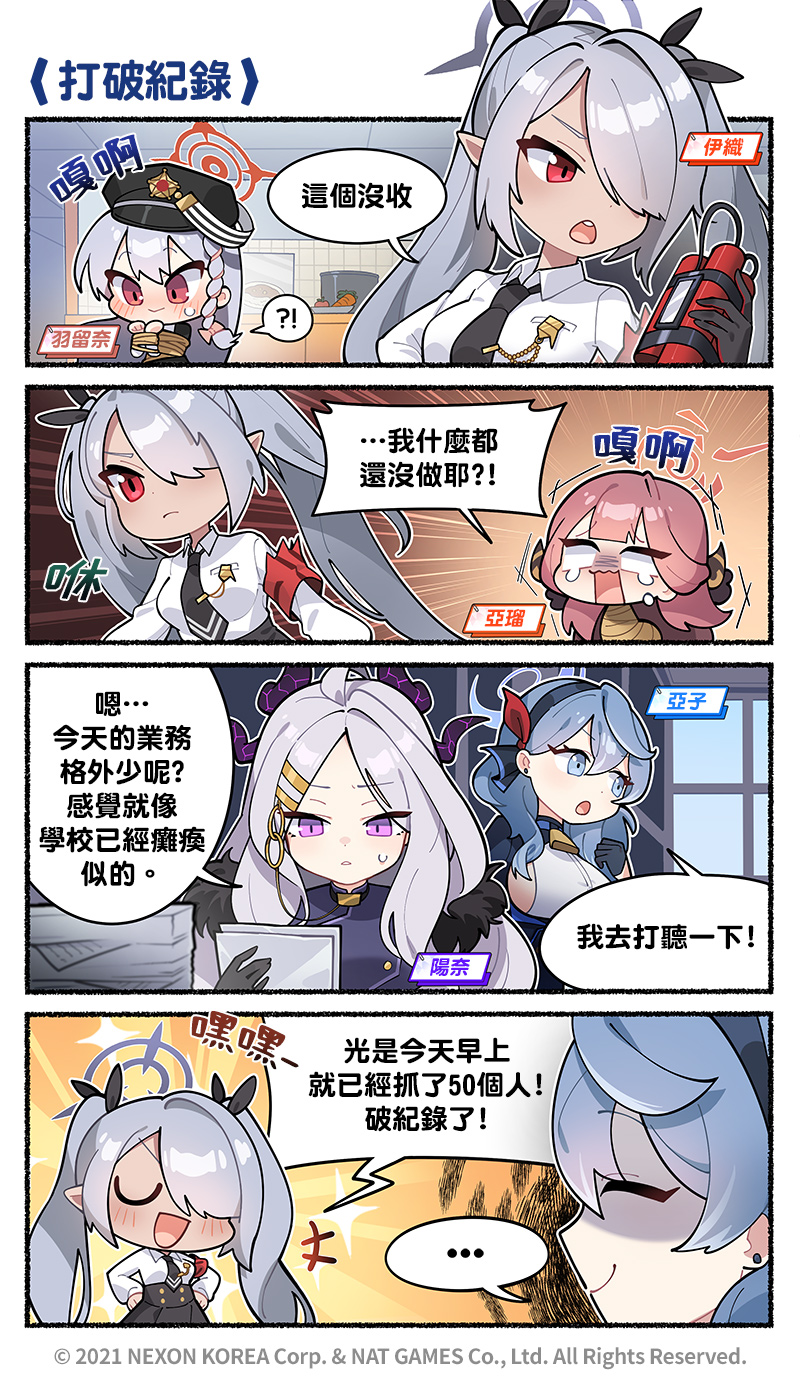 《打破紀錄》
伊織
嘎啊
這個沒收
?!
羽留奈
…我什麼都
還沒做耶?!
嘎啊
咻
亞瑠
嗯…
今天的業務
格外少呢?
感覺就像
學校已經癱瘓
似的。
亞子
我去打聽一下!
陽奈
嘿嘿
光是今天早上
就已經抓了50個人!
破紀錄了!
…
© 2021 NEXON KOREA Corp. & NAT GAMES Co., Ltd. All Rights Reserved.